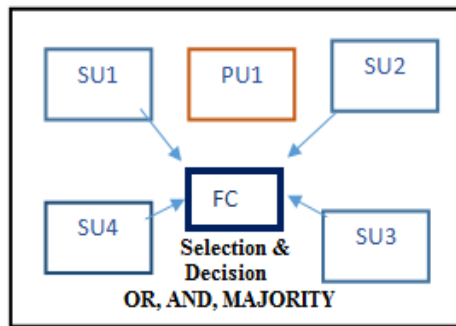 SU1
PU1
SU2
FC
SU4
SU3
Selection &
Decision
OR, AND, MAJORITY